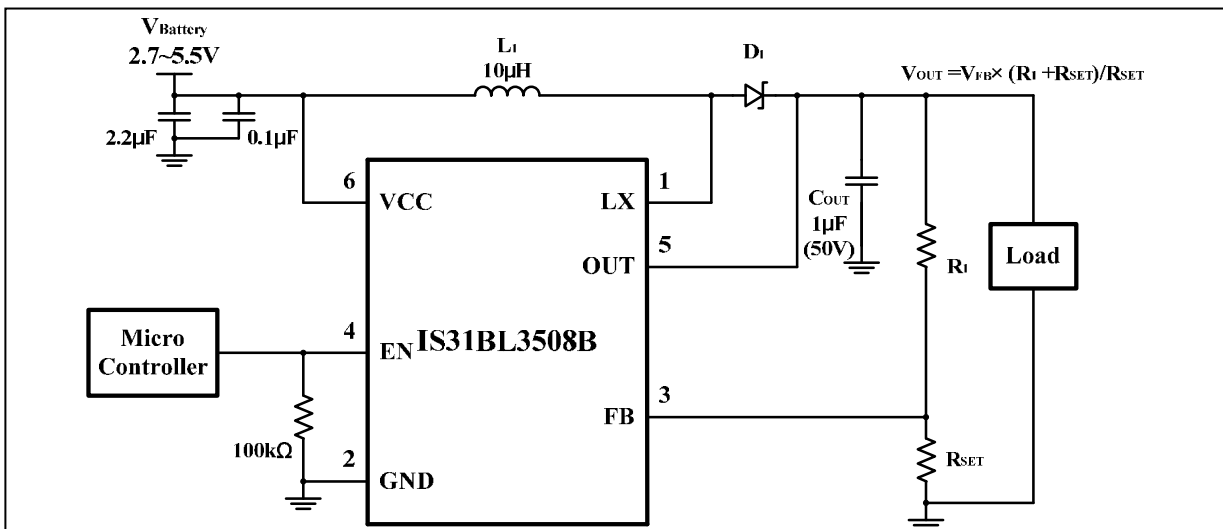 VBattery
2.7~5.5V
L1
10µH
D1
VOUT =VFB× (R1 +RSET)/RSET
2.2µF
0.1µF
6
VCC
1
LX
COUT
1µF
(50V)
5
OUT
R1
Load
Micro
Controller
4
EN
IS31BL3508B
3
FB
100kΩ
2
GND
RSET